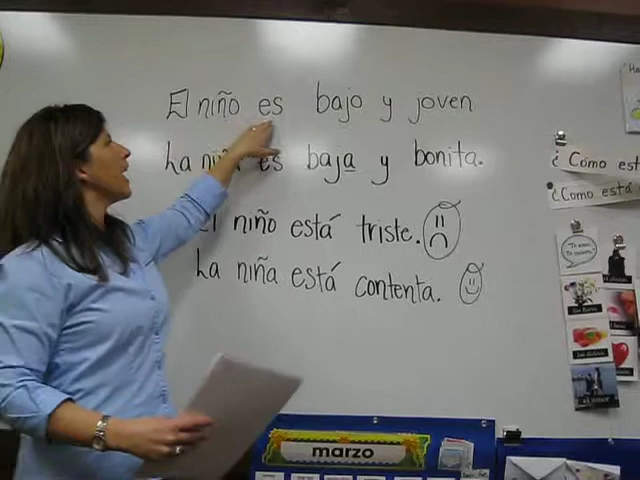 El niño es bajo y joven
La niña es baja y bonita.
El niño está triste.
La niña está contenta.
¿Cómo est
¿Cómo está
marzo